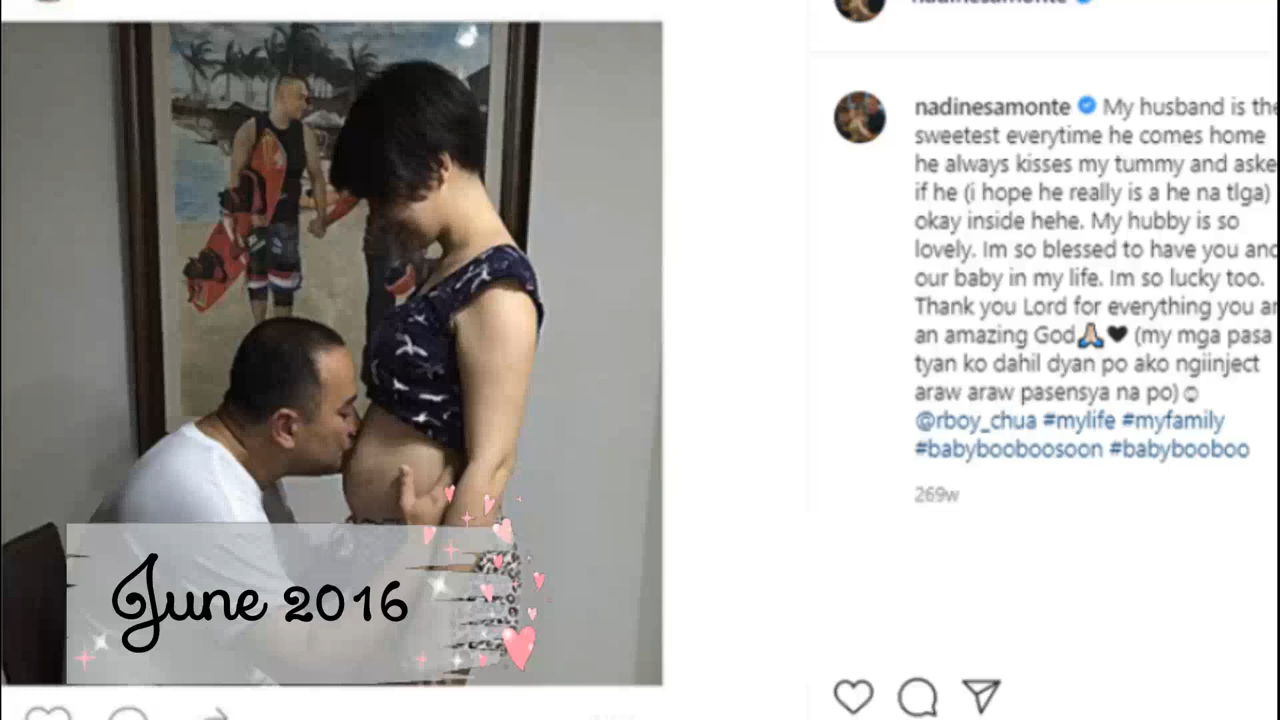 June 2016
nadinesamonte
nadinesamonte My husband is the
sweetest everytime he comes home
he always kisses my tummy and aske
if he (i hope he really is a he na tlga)
okay inside hehe. My hubby is so
lovely. Im so blessed to have you and
our baby in my life. Im so lucky too.
Thank you Lord for everything you ar
an amazing God🙏🏼🖤 (my mga pasa
tyan ko dahil dyan po ako ngiinject
araw araw pasensya na po)☺
@rboy_chua #mylife #myfamily
#babybooboosoon #babybooboo
269w